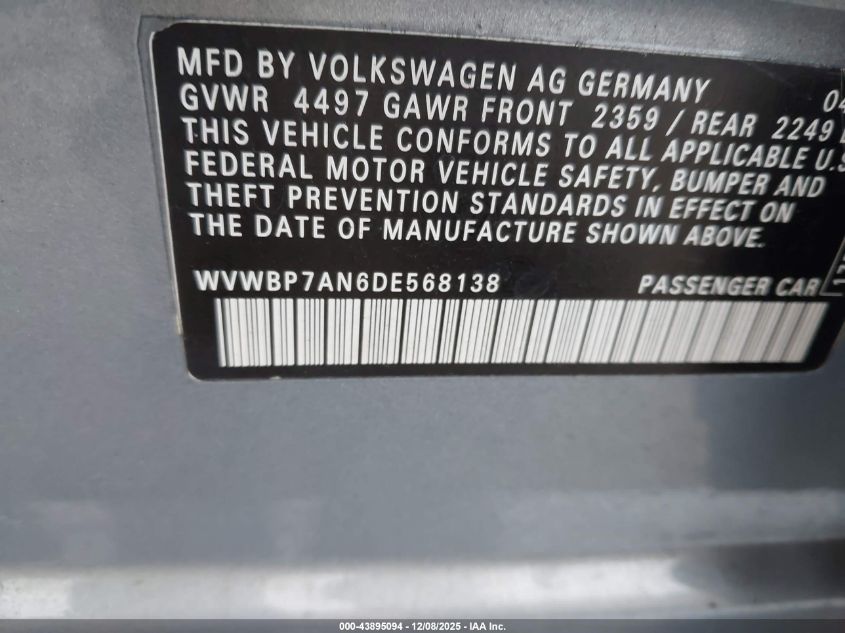 MFD BY VOLKSWAGEN AG GERMANY 04
GVWR 4497 GAWR FRONT 2359 / REAR 2249
THIS VEHICLE CONFORMS TO ALL APPLICABLE U.S
FEDERAL MOTOR VEHICLE SAFETY, BUMPER AND
THEFT PREVENTION STANDARDS IN EFFECT ON
THE DATE OF MANUFACTURE SHOWN ABOVE.
WVWBP7AN6DE568138 PASSENGER CAR
000-43895094 - 12/08/2025 - IAA Inc.